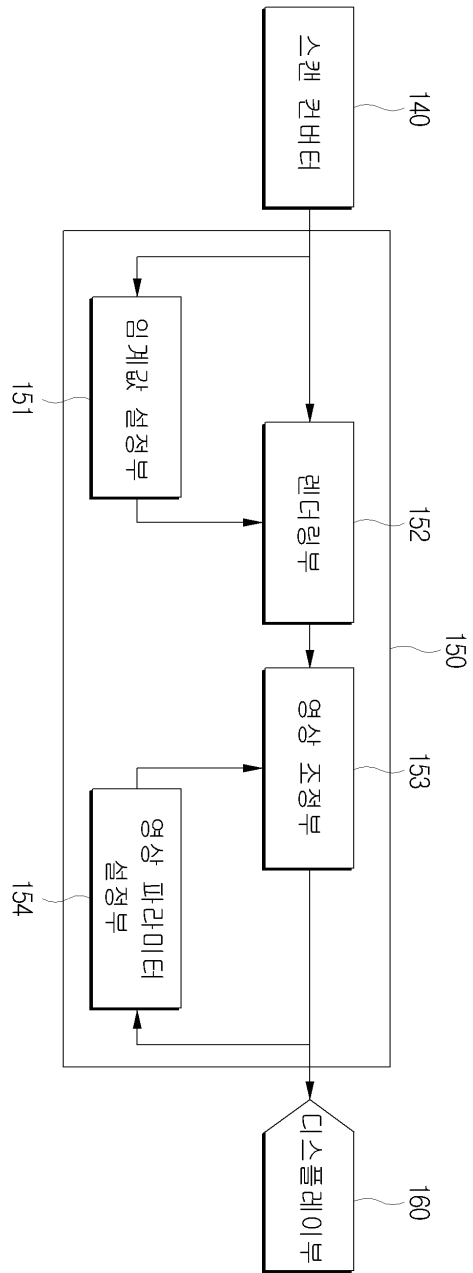 140
스캔 컨버터
150
151
임계값 설정부
152
렌더링부
153
영상 조정부
154
영상 파라미터
설정부
160
디스플레이부